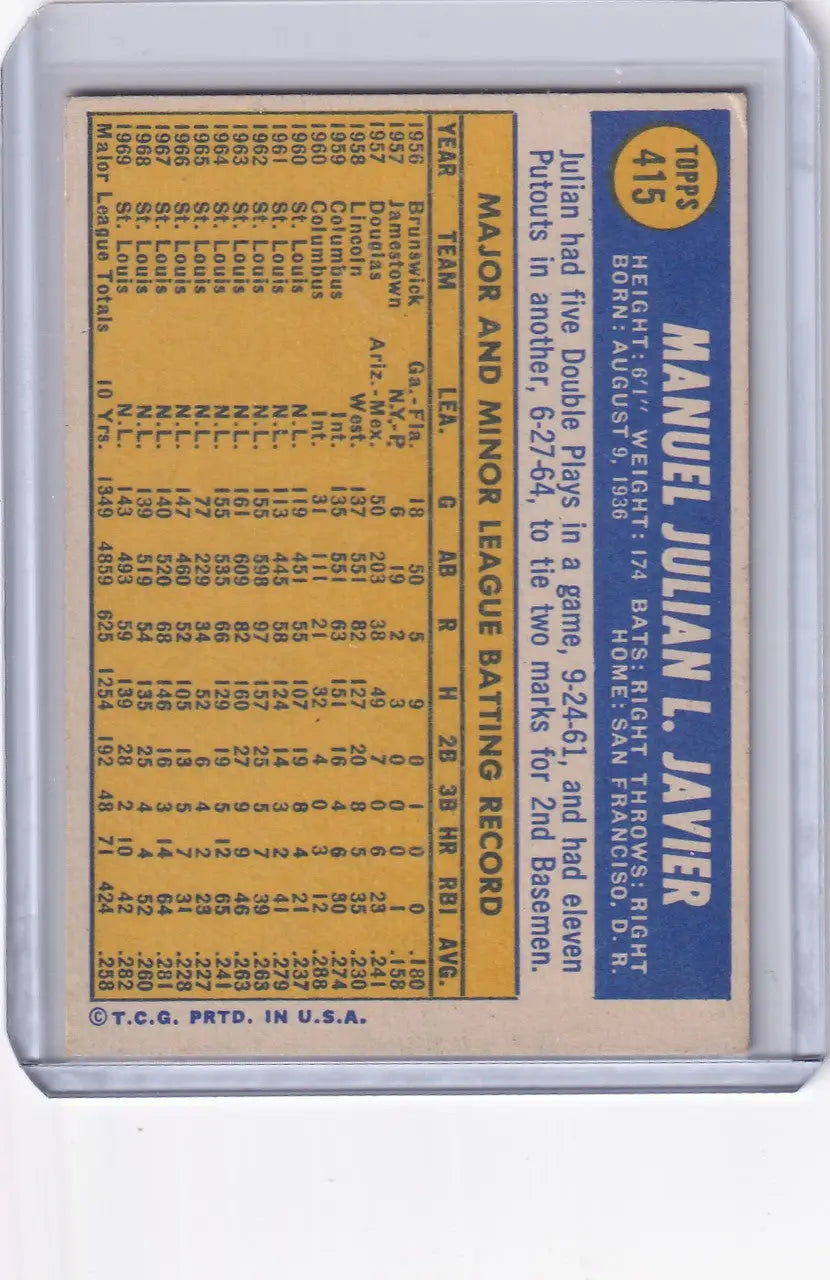 TOPPS
415
MANUEL JULIAN L. JAVIER
HEIGHT: 6'1" WEIGHT: 174 BATS: RIGHT THROWS: RIGHT
BORN: AUGUST 9, 1936 HOME: SAN FRANCISO, D. R.
Julian had five Double Plays in a game, 9-24-61, and had eleven
Putouts in another, 6-27-64, to tie two marks for 2nd Basemen.
MAJOR AND MINOR LEAGUE BATTING RECORD
YEAR TEAM LEA. G AB R H 2B 3B HR RBI AVG.
1956 Brunswick Ga.-Fla. 18 50 5 9 0 1 0 0 .180
1957 Jamestown N.Y.-P. 6 19 2 3 0 0 0 1 .158
1957 Douglas Ariz.-Mex. 50 203 38 49 7 0 6 23 .241
1958 Lincoln West. 137 551 82 127 20 8 5 35 .230
1959 Columbus Int. 135 551 63 151 16 4 6 30 .274
1960 Columbus Int. 31 111 21 32 4 0 3 12 .288
1960 St. Louis N.L. 119 451 55 107 19 8 4 21 .237
1961 St. Louis N.L. 113 445 58 124 14 3 2 41 .279
1962 St. Louis N.L. 155 598 97 157 25 5 7 39 .263
1963 St. Louis N.L. 161 609 82 160 27 9 9 46 .263
1964 St. Louis N.L. 155 535 66 129 19 5 12 65 .241
1965 St. Louis N.L. 77 229 34 52 6 4 2 23 .227
1966 St. Louis N.L. 147 460 52 105 13 5 7 31 .228
1967 St. Louis N.L. 140 520 68 146 16 3 14 64 .281
1968 St. Louis N.L. 139 519 54 135 25 4 4 52 .260
1969 St. Louis N.L. 143 493 59 139 28 2 10 42 .282
Major League Totals 10 Yrs. 1349 4859 625 1254 192 48 71 424 .258
© T.C.G. PRTD. IN U.S.A.